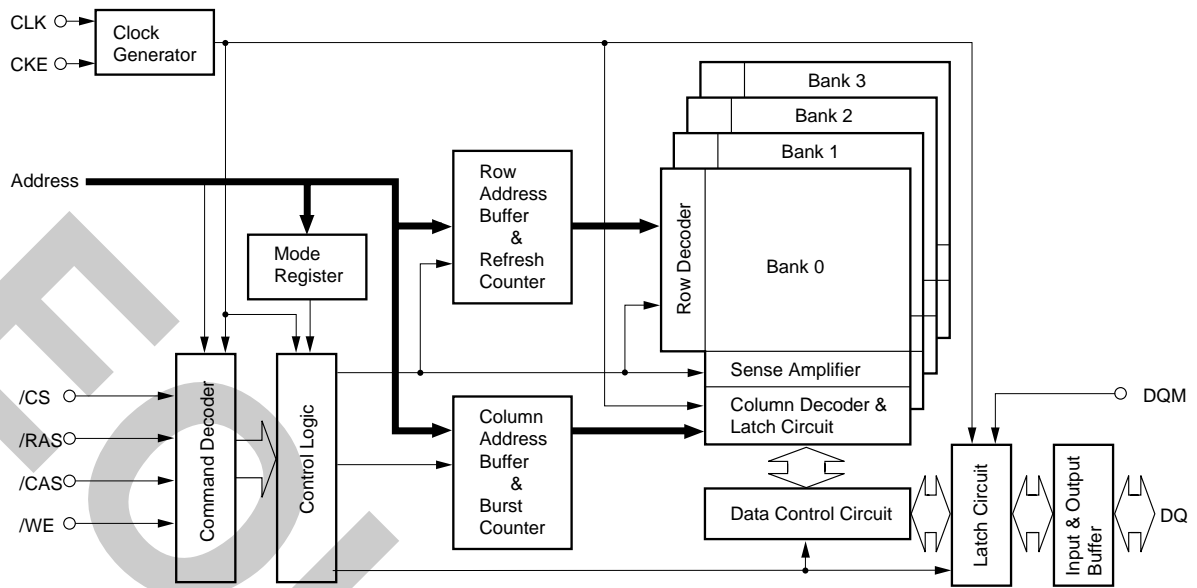 CLK
CKE
Clock
Generator
Bank 3
Bank 2
Bank 1
Bank 0
Address
Mode
Register
Row
Address
Buffer
&
Refresh
Counter
Row Decoder
Sense Amplifier
Column Decoder &
Latch Circuit
/CS
/RAS
/CAS
/WE
Command Decoder
Control Logic
Column
Address
Buffer
&
Burst
Counter
Data Control Circuit
Latch Circuit
Input & Output
Buffer
DQM
DQ